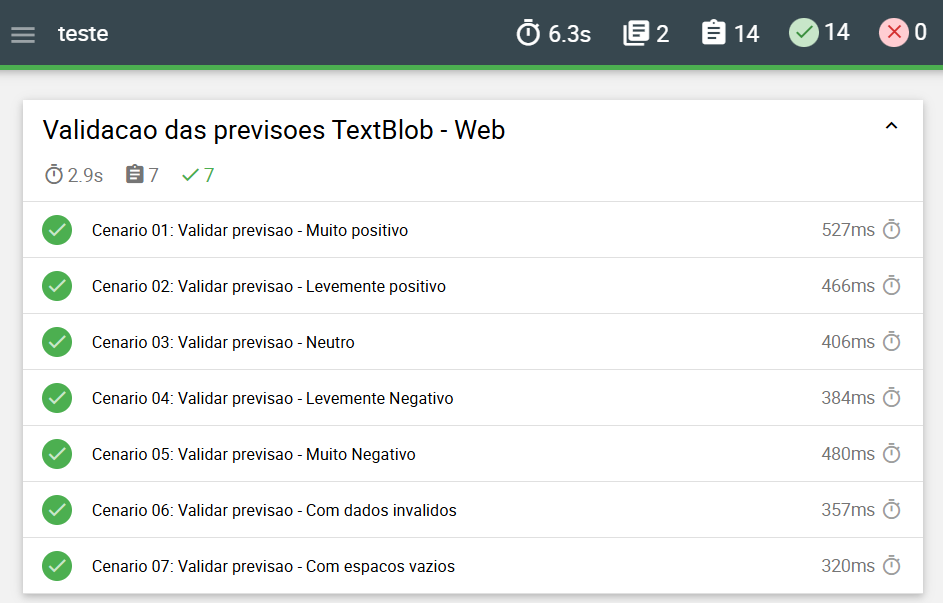 teste 6.3s 2 14 14 0
Validacao das previsoes TextBlob - Web
2.9s 7 7
Cenario 01: Validar previsao - Muito positivo 527ms
Cenario 02: Validar previsao - Levemente positivo 466ms
Cenario 03: Validar previsao - Neutro 406ms
Cenario 04: Validar previsao - Levemente Negativo 384ms
Cenario 05: Validar previsao - Muito Negativo 480ms
Cenario 06: Validar previsao - Com dados invalidos 357ms
Cenario 07: Validar previsao - Com espacos vazios 320ms